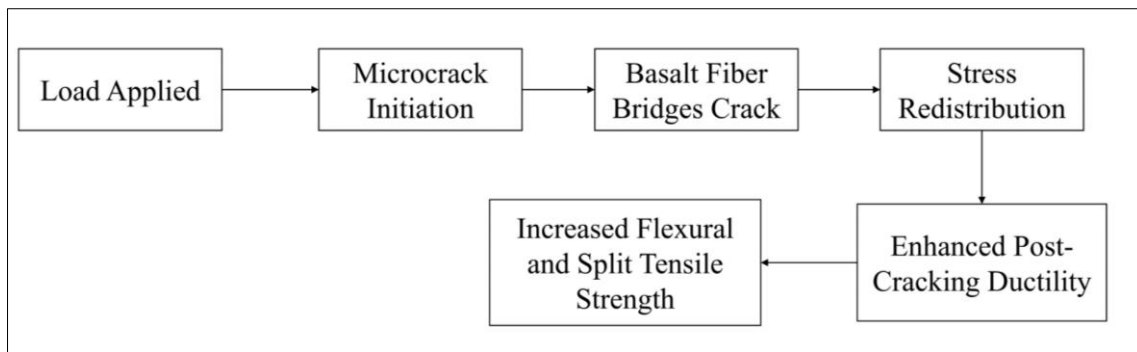 Load Applied
Microcrack
Initiation
Basalt Fiber
Bridges Crack
Stress
Redistribution
Enhanced Post-
Cracking Ductility
Increased Flexural
and Split Tensile
Strength